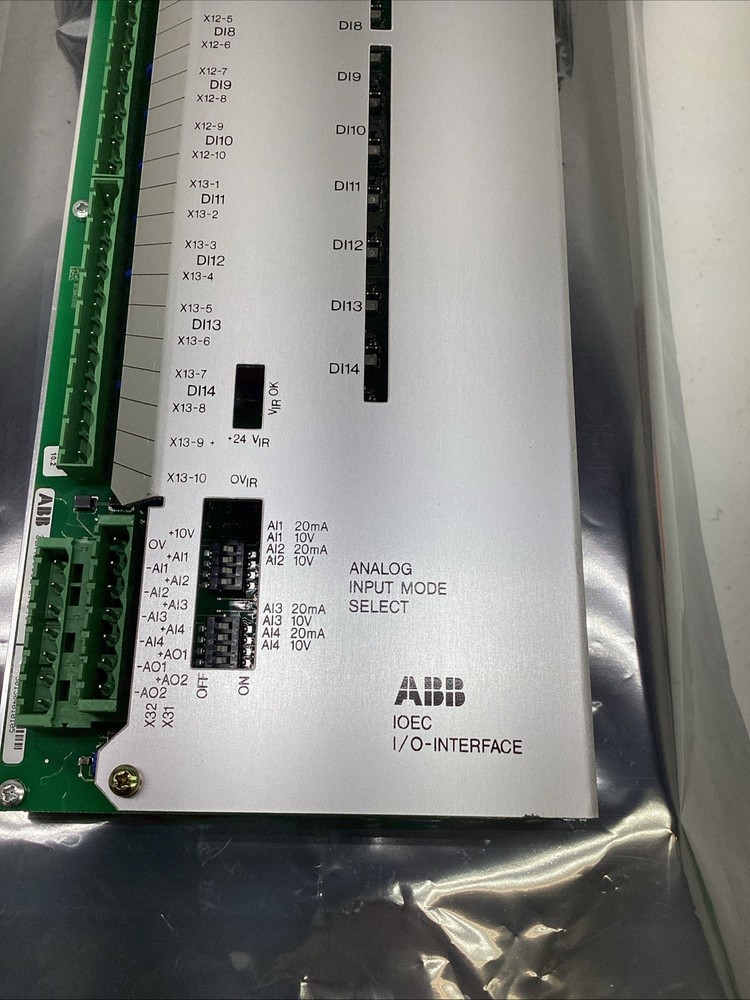 X12-5
DI8
X12-6
X12-7
DI9
X12-8
X12-9
DI10
X12-10
X13-1
DI11
X13-2
X13-3
DI12
X13-4
X13-5
DI13
X13-6
X13-7
DI14
X13-8
X13-9 + +24 VIR
X13-10 0VIR
VIR OK
DI8
DI9
DI10
DI11
DI12
DI13
DI14
+10V
0V
+AI1
-AI1
+AI2
-AI2
+AI3
-AI3
+AI4
-AI4
+AO1
-AO1
+AO2
-AO2
X32
X31
AI1 20mA
AI1 10V
AI2 20mA
AI2 10V
AI3 20mA
AI3 10V
AI4 20mA
AI4 10V
OFF
ON
ANALOG
INPUT MODE
SELECT
ABB
IOEC
I/O-INTERFACE
10.2
ABB